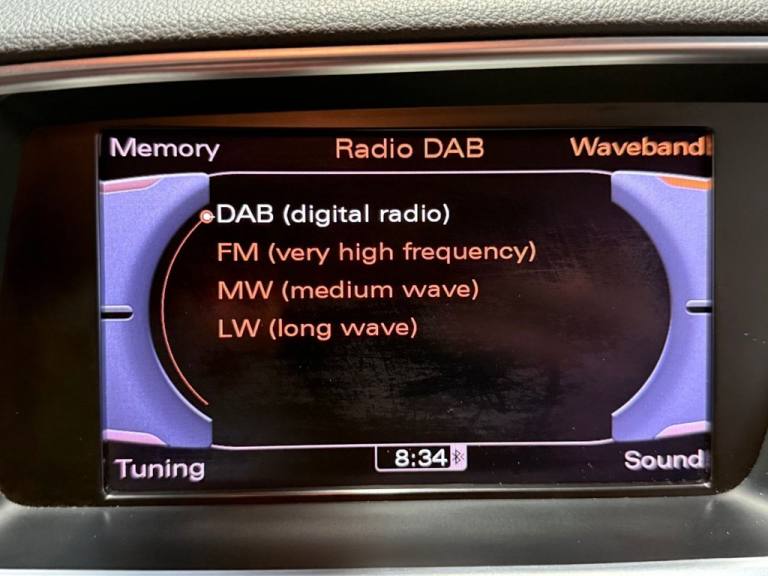 Memory Radio DAB Waveband
DAB (digital radio)
FM (very high frequency)
MW (medium wave)
LW (long wave)
Tuning 8:34 Sound